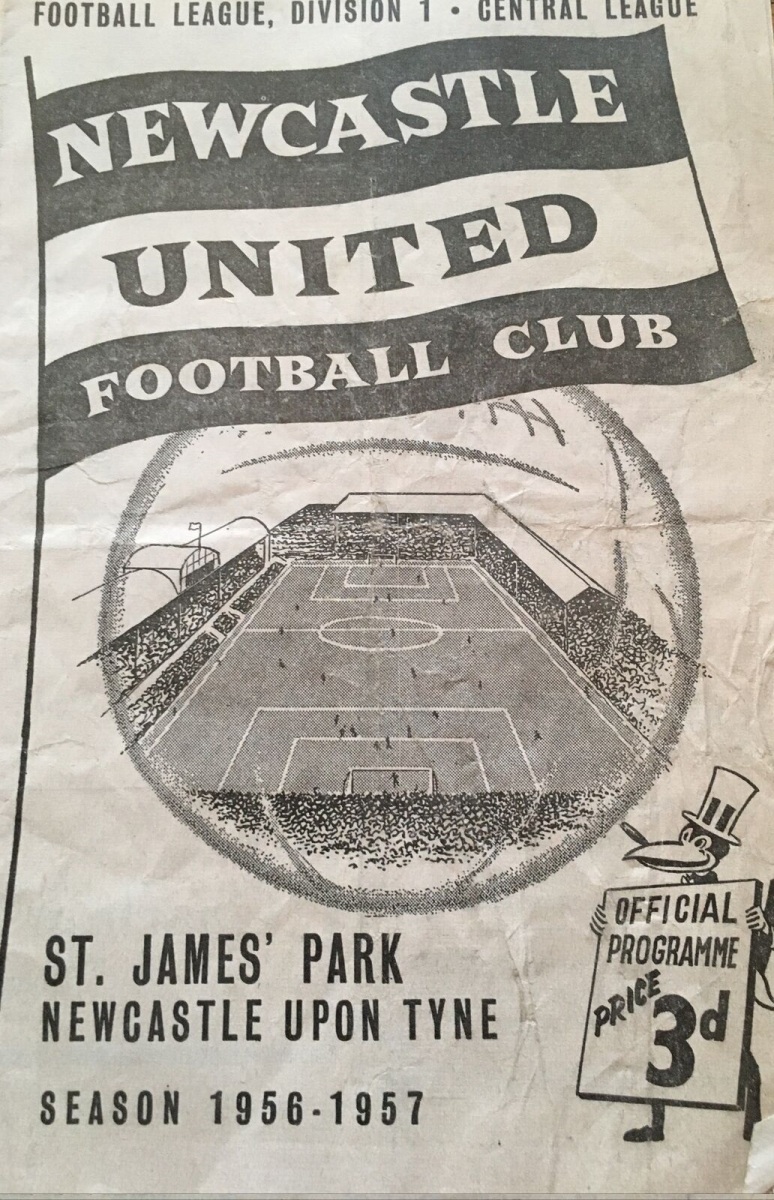 FOOTBALL LEAGUE, DIVISION 1 • CENTRAL LEAGUE
NEWCASTLE
UNITED
FOOTBALL CLUB
ST. JAMES' PARK
NEWCASTLE UPON TYNE
SEASON 1956-1957
OFFICIAL
PROGRAMME
PRICE
3d